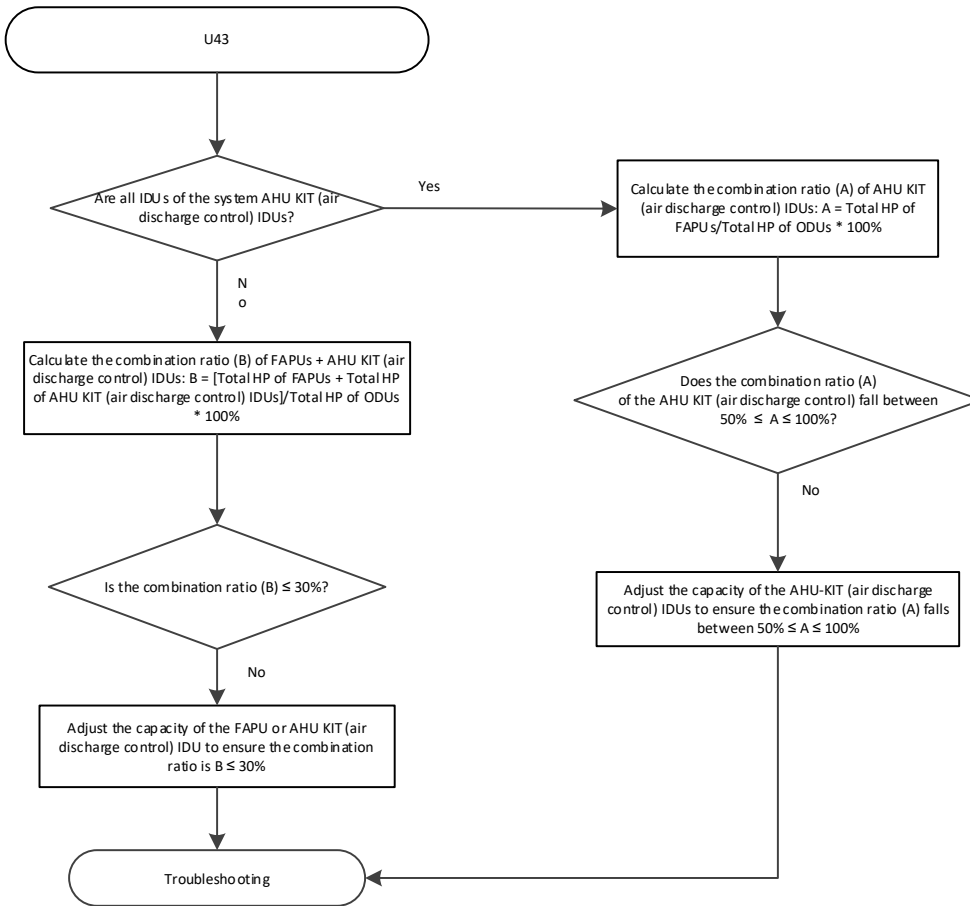 U43
Are all IDUs of the system AHU KIT (air
discharge control) IDUs?
Yes
Calculate the combination ratio (A) of AHU KIT
(air discharge control) IDUs: A = Total HP of
FAPUs/Total HP of ODUs * 100%
N
o
Calculate the combination ratio (B) of FAPUs + AHU KIT (air
discharge control) IDUs: B = [Total HP of FAPUs + Total HP
of AHU KIT (air discharge control) IDUs]/Total HP of ODUs
* 100%
Does the combination ratio (A)
of the AHU KIT (air discharge control) fall between
50% ≤ A ≤ 100%?
No
Is the combination ratio (B) ≤ 30%?
Adjust the capacity of the AHU-KIT (air discharge
control) IDUs to ensure the combination ratio (A) falls
between 50% ≤ A ≤ 100%
No
Adjust the capacity of the FAPU or AHU KIT (air
discharge control) IDU to ensure the combination
ratio is B ≤ 30%
Troubleshooting